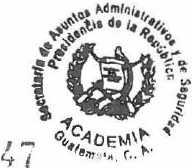 Secretaría de Asuntos Administrativos y de Seguridad
Presidencia de la República
ACADEMIA
Guatemala, C. A.
47